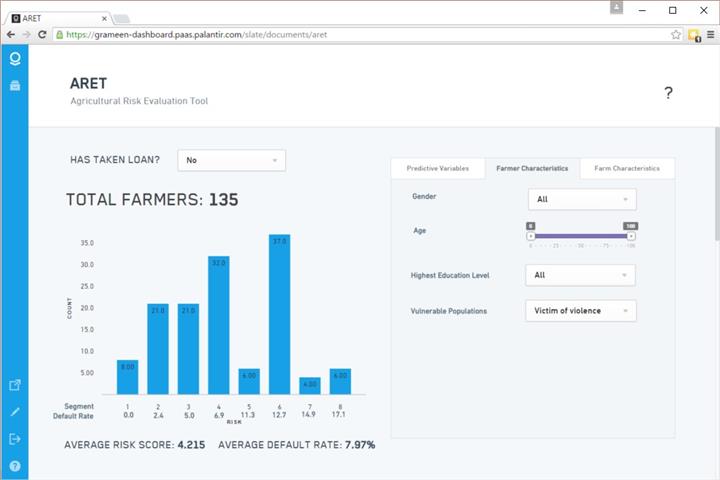 ARET
https://grameen-dashboard.paas.palantir.com/slate/documents/aret
ARET
Agricultural Risk Evaluation Tool
?
HAS TAKEN LOAN?
No
TOTAL FARMERS: 135
35.0
30.0
25.0
20.0
15.0
10.0
5.00
COUNT
8.00
21.0
21.0
32.0
6.00
37.0
4.00
6.00
Segment 1 2 3 4 5 6 7 8
Default Rate 0.0 2.4 5.0 6.9 11.3 12.7 14.9 17.1
RISK
AVERAGE RISK SCORE: 4.215 AVERAGE DEFAULT RATE: 7.97%
Predictive Variables
Farmer Characteristics
Farm Characteristics
Gender
All
Age
0 100
0 25 50 75 100
Highest Education Level
All
Vulnerable Populations
Victim of violence
?